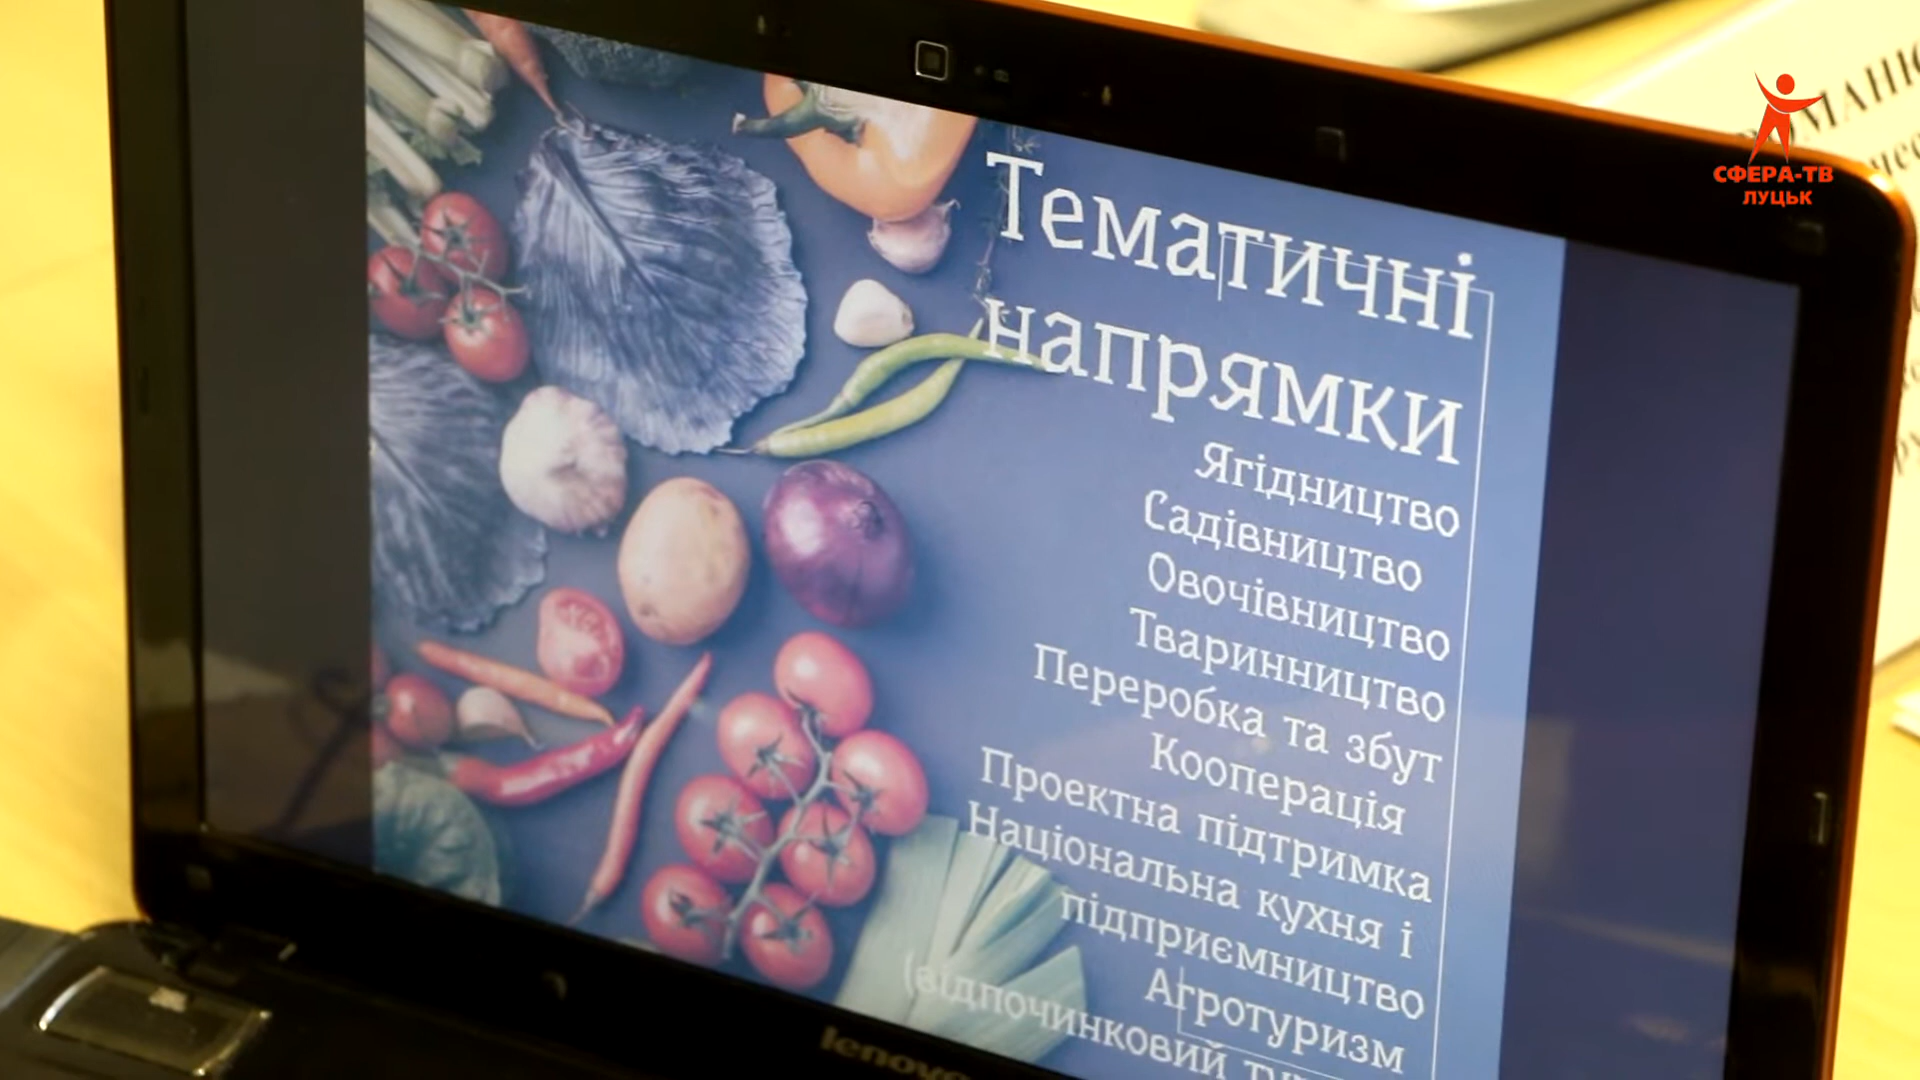 Тематичні
напрямки
Ягідництво
Садівництво
Овочівництво
Тваринництво
Переробка та збут
Кооперація
Проектна підтримка
Національна кухня і
підприємництво
Агротуризм
(відпочинковий
lenovo
СФЕРА-ТВ
ЛУЦЬК